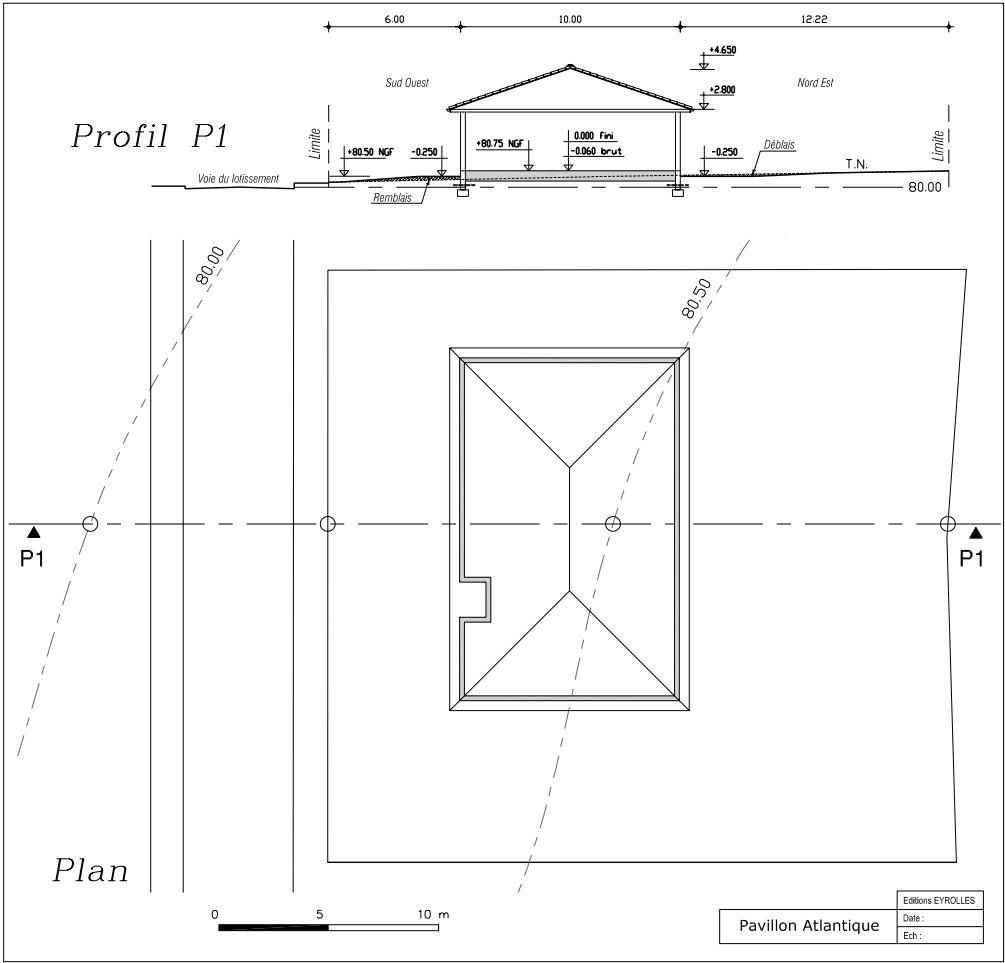 6.00 10.00 12.22
+4.650
Sud Ouest Nord Est
+2.800
Profil P1
Limite
Limite
+80.50 NGF -0.250 +80.75 NGF 0.000 fini
-0.060 brut
-0.250
Déblais
T.N.
Voie du lotissement
Remblais
80.00
80.00
80.50
P1
P1
Plan
0 5 10 m
Pavillon Atlantique
Editions EYROLLES
Date :
Ech :